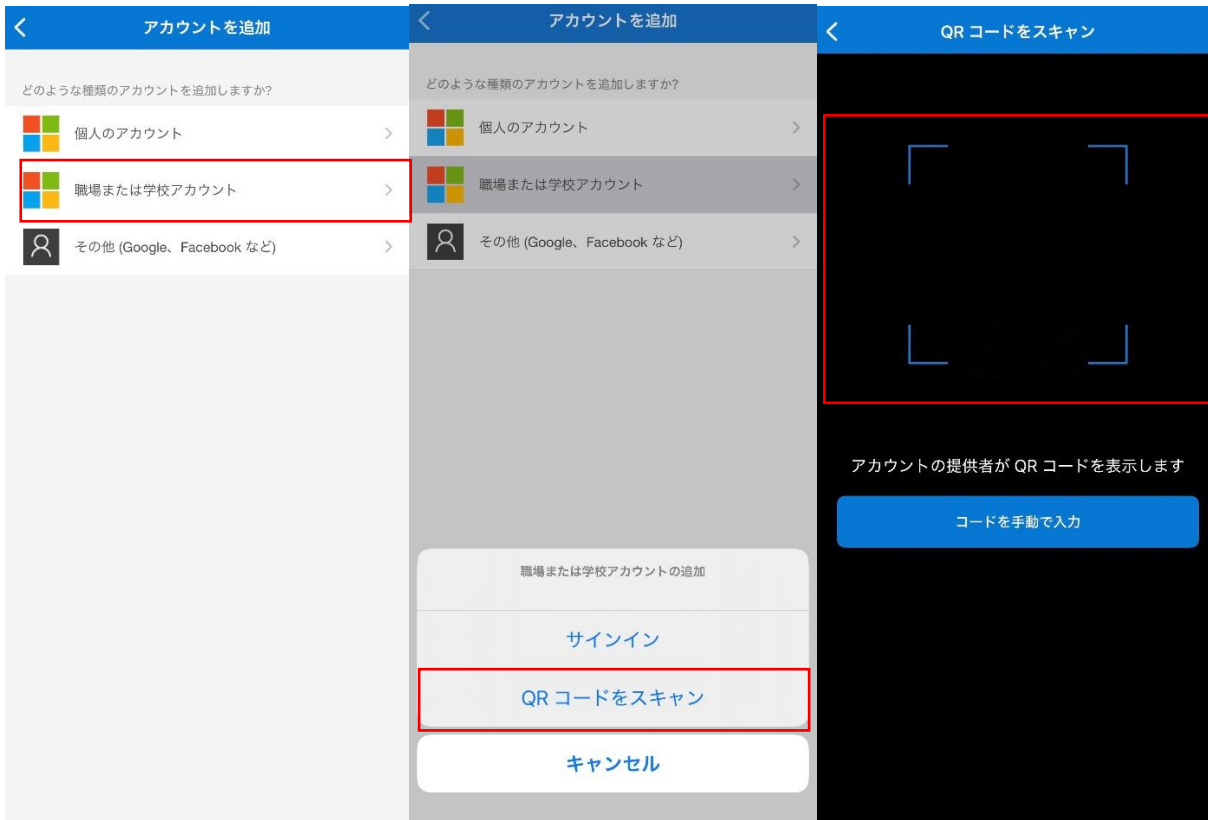 アカウントを追加
どのような種類のアカウントを追加しますか?
個人のアカウント
職場または学校アカウント
その他 (Google、Facebook など)
アカウントを追加
どのような種類のアカウントを追加しますか?
個人のアカウント
職場または学校アカウント
その他 (Google、Facebook など)
職場または学校アカウントの追加
サインイン
QR コードをスキャン
キャンセル
QR コードをスキャン
アカウントの提供者が QR コードを表示します
コードを手動で入力